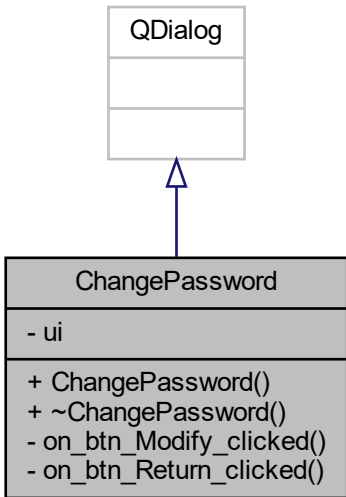 QDialog
ChangePassword
- ui
+ ChangePassword()
+ ~ChangePassword()
- on_btn_Modify_clicked()
- on_btn_Return_clicked()